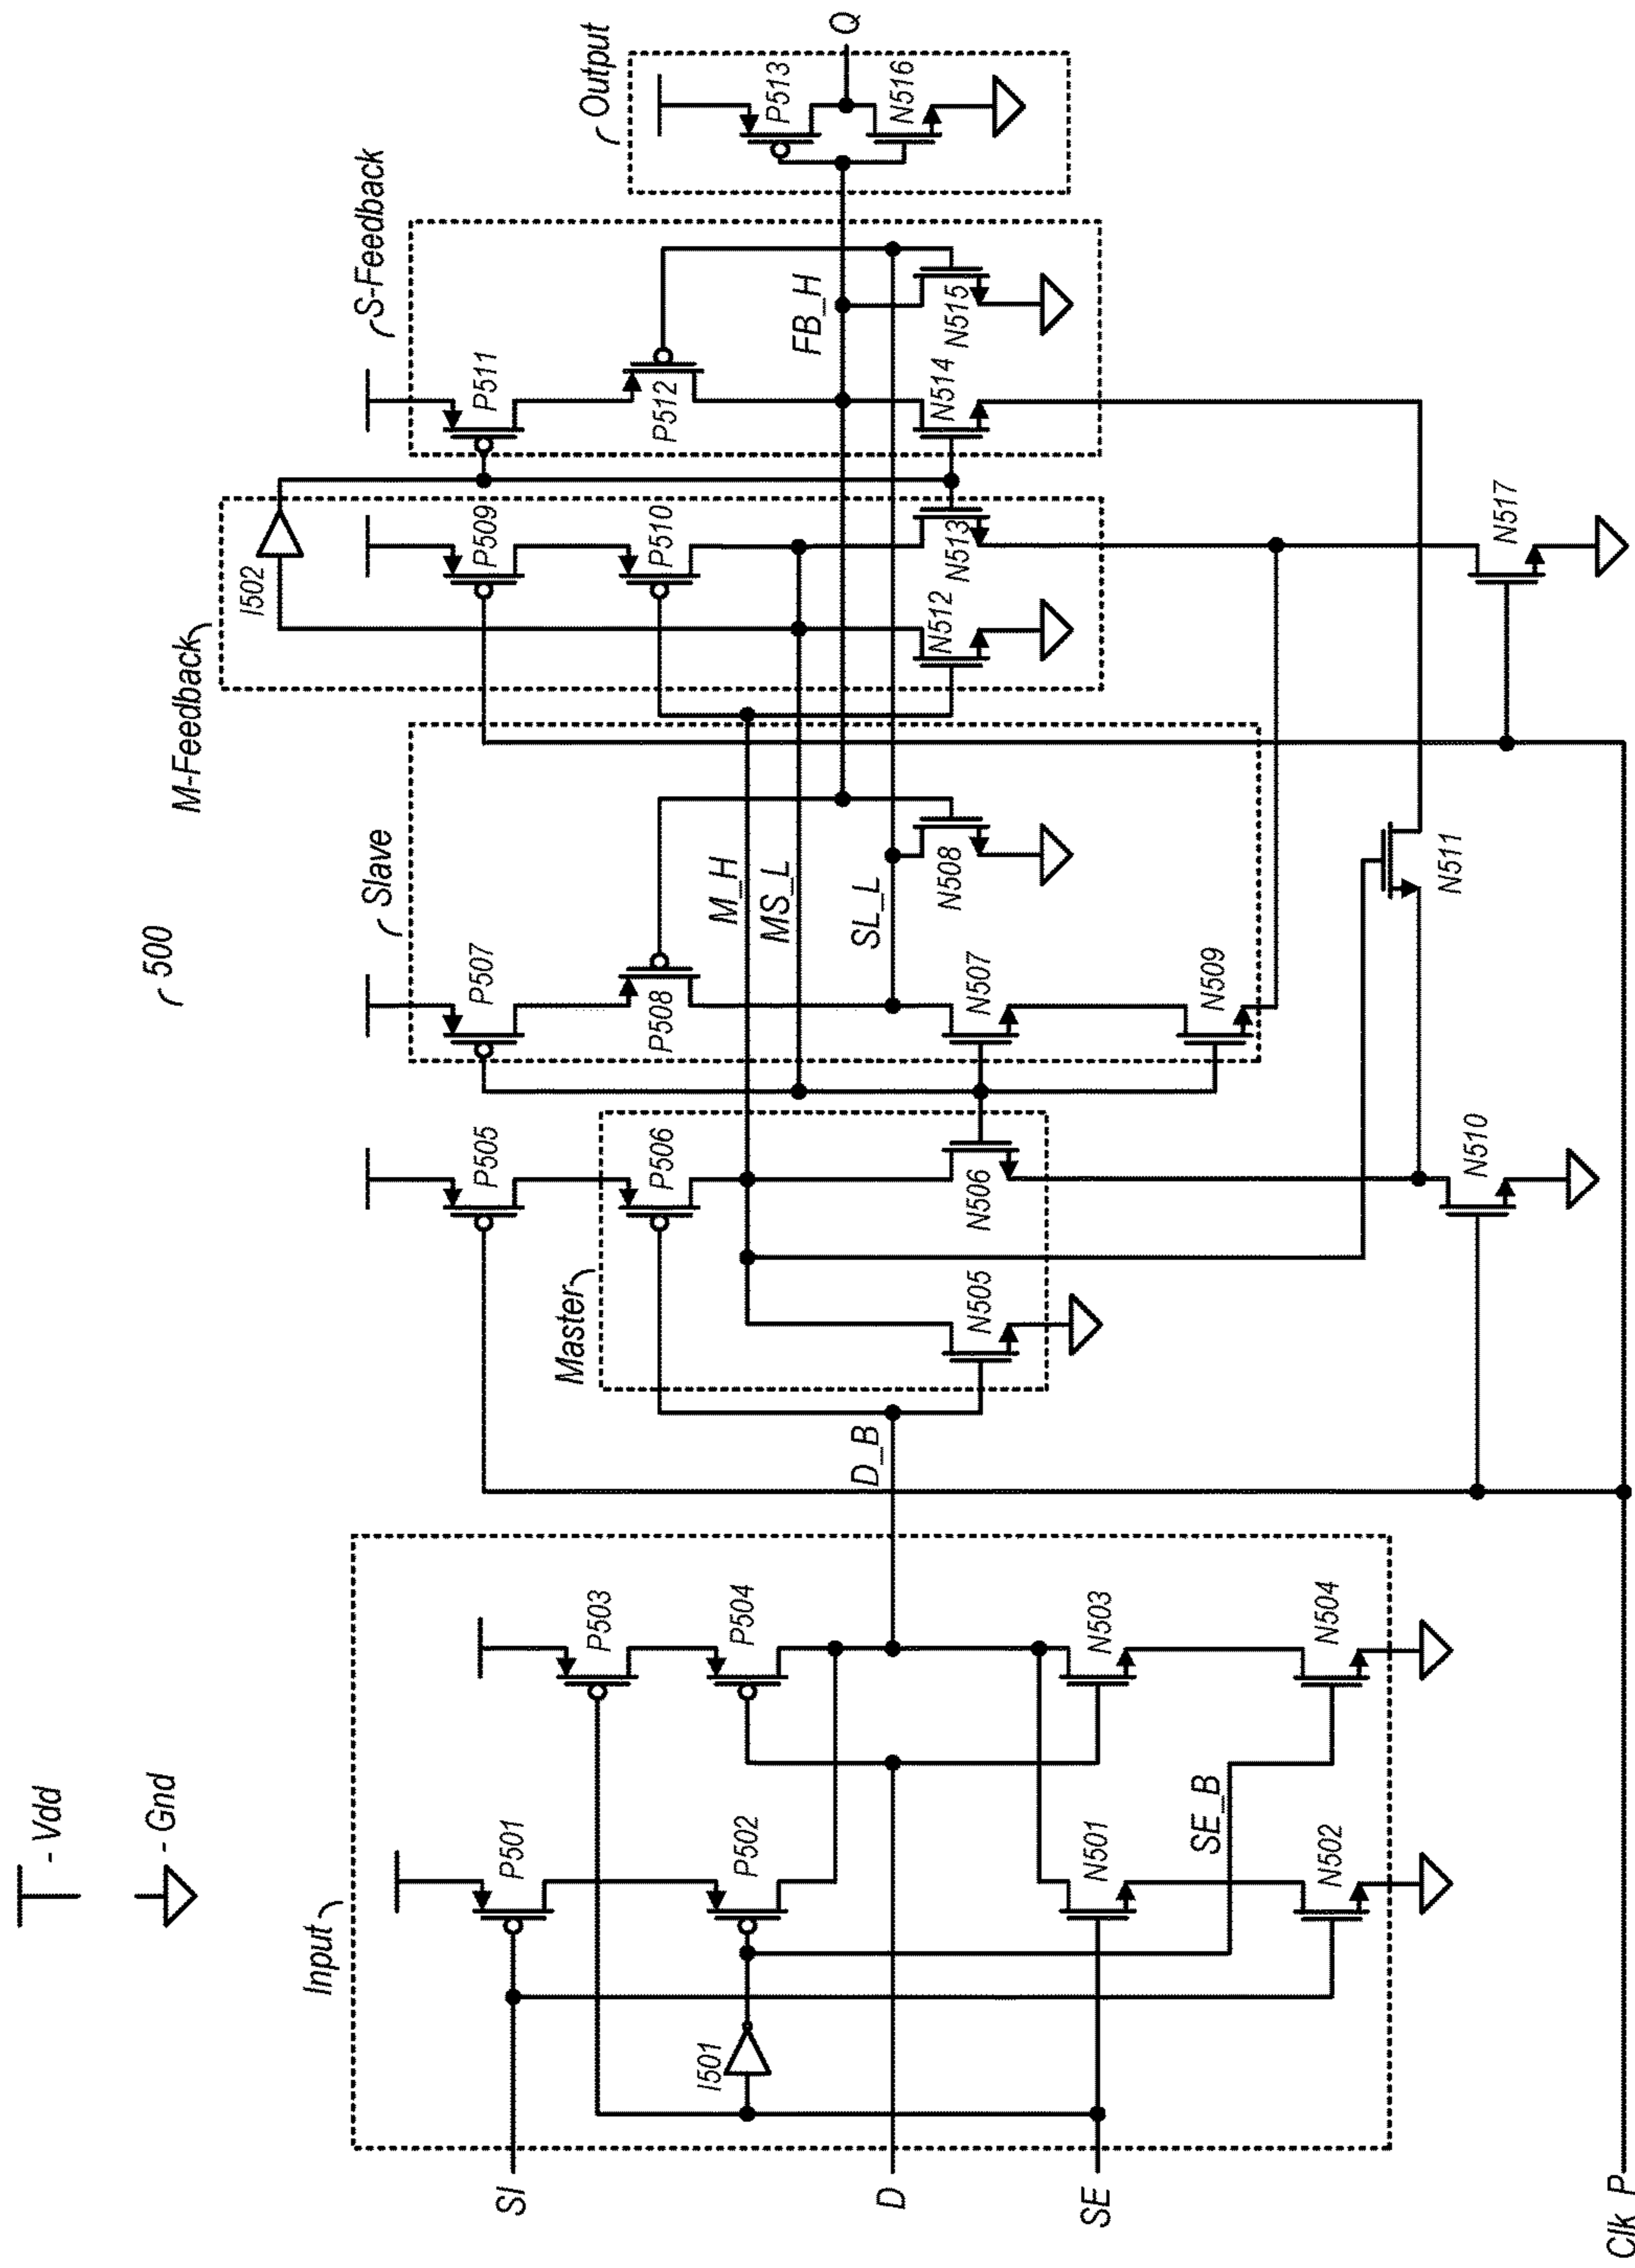 500
- Vdd
- Gnd
Input
SI
D
SE
Clk_P
I501
P501
P502
N501
N502
SE_B
P503
P504
N503
N504
D_B
Master
N505
P505
P506
N506
N510
Slave
P507
P508
N507
N509
SL_L
N508
M_H
MS_L
N511
M-Feedback
I502
P509
P510
N512
N513
N517
S-Feedback
P511
P512
N514
N515
FB_H
Output
P513
N516
Q